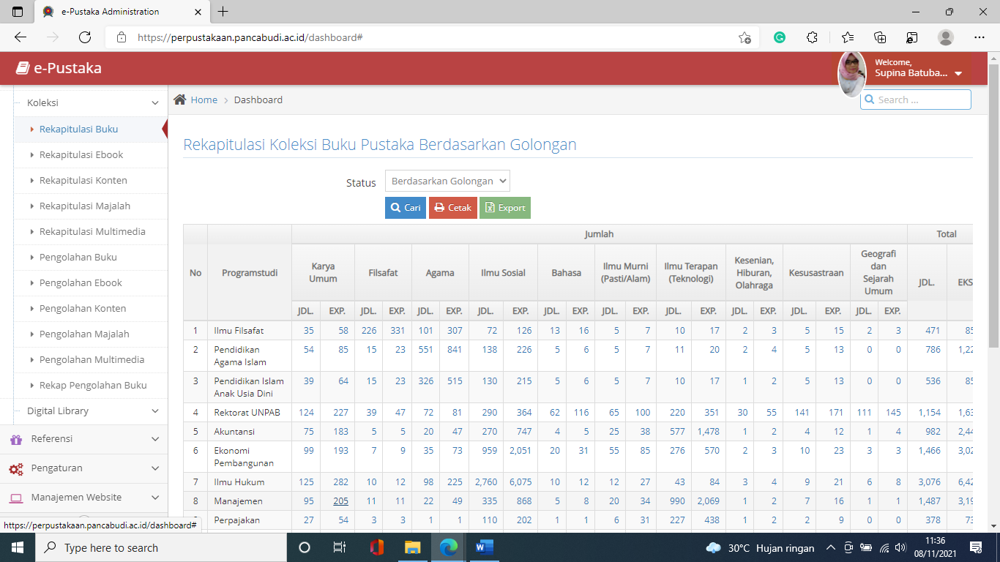 e-Pustaka Administration
https://perpustakaan.pancabudi.ac.id/dashboard#
e-Pustaka
Welcome,
Supina Batuba...
Koleksi
Rekapitulasi Buku
Rekapitulasi Ebook
Rekapitulasi Konten
Rekapitulasi Majalah
Rekapitulasi Multimedia
Pengolahan Buku
Pengolahan Ebook
Pengolahan Konten
Pengolahan Majalah
Pengolahan Multimedia
Rekap Pengolahan Buku
Digital Library
Referensi
Pengaturan
Manajemen Website
Home > Dashboard
Search ...
Rekapitulasi Koleksi Buku Pustaka Berdasarkan Golongan
Status Berdasarkan Golongan
Cari Cetak Export
Jumlah Total
No Programstudi Karya Umum Filsafat Agama Ilmu Sosial Bahasa Ilmu Murni (Pasti/Alam) Ilmu Terapan (Teknologi) Kesenian, Hiburan, Olahraga Kesusastraan Geografi dan Sejarah Umum JDL. EKS
JDL. EXP. JDL. EXP. JDL. EXP. JDL. EXP. JDL. EXP. JDL. EXP. JDL. EXP. JDL. EXP. JDL. EXP. JDL. EXP.
1 Ilmu Filsafat 35 58 226 331 101 307 72 126 13 16 5 7 10 17 2 3 5 15 2 3 471 85
2 Pendidikan Agama Islam 54 85 15 23 551 841 138 226 5 6 5 7 11 20 2 4 5 13 0 0 786 1,22
3 Pendidikan Islam Anak Usia Dini 39 64 15 23 326 515 130 215 5 6 5 7 10 17 1 2 5 13 0 0 536 85
4 Rektorat UNPAB 124 227 39 47 72 81 290 364 62 116 65 100 220 351 30 55 141 171 111 145 1,154 1,63
5 Akuntansi 75 183 5 5 20 47 270 747 4 5 25 38 577 1,478 1 2 4 12 1 4 982 2,44
6 Ekonomi Pembangunan 99 193 7 9 35 73 959 2,051 20 31 55 85 276 570 2 3 10 23 3 3 1,466 3,02
7 Ilmu Hukum 125 282 10 12 98 225 2,760 6,075 10 12 12 27 43 84 3 4 9 21 6 8 3,076 6,42
8 Manajemen 95 205 11 11 22 49 335 868 5 8 20 34 990 2,069 1 2 7 16 1 1 1,487 3,19
Perpajakan 27 54 3 3 1 1 110 202 1 1 6 31 227 438 1 2 2 9 0 0 378 73
https://perpustakaan.pancabudi.ac.id/dashboard#
Type here to search
30°C Hujan ringan
11:36
08/11/2021